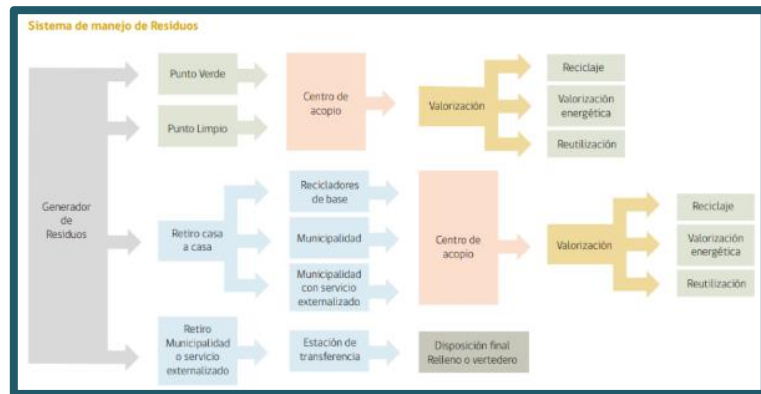 Sistema de manejo de Residuos
Generador
de
Residuos
Punto Verde
Punto Limpio
Centro de
acopio
Valorización
Reciclaje
Valorización
energética
Reutilización
Retiro casa
a casa
Recicladores
de base
Municipalidad
Municipalidad
con servicio
externalizado
Centro de
acopio
Valorización
Reciclaje
Valorización
energética
Reutilización
Retiro
Municipalidad
o servicio
externalizado
Estación de
transferencia
Disposición final
Relleno o vertedero